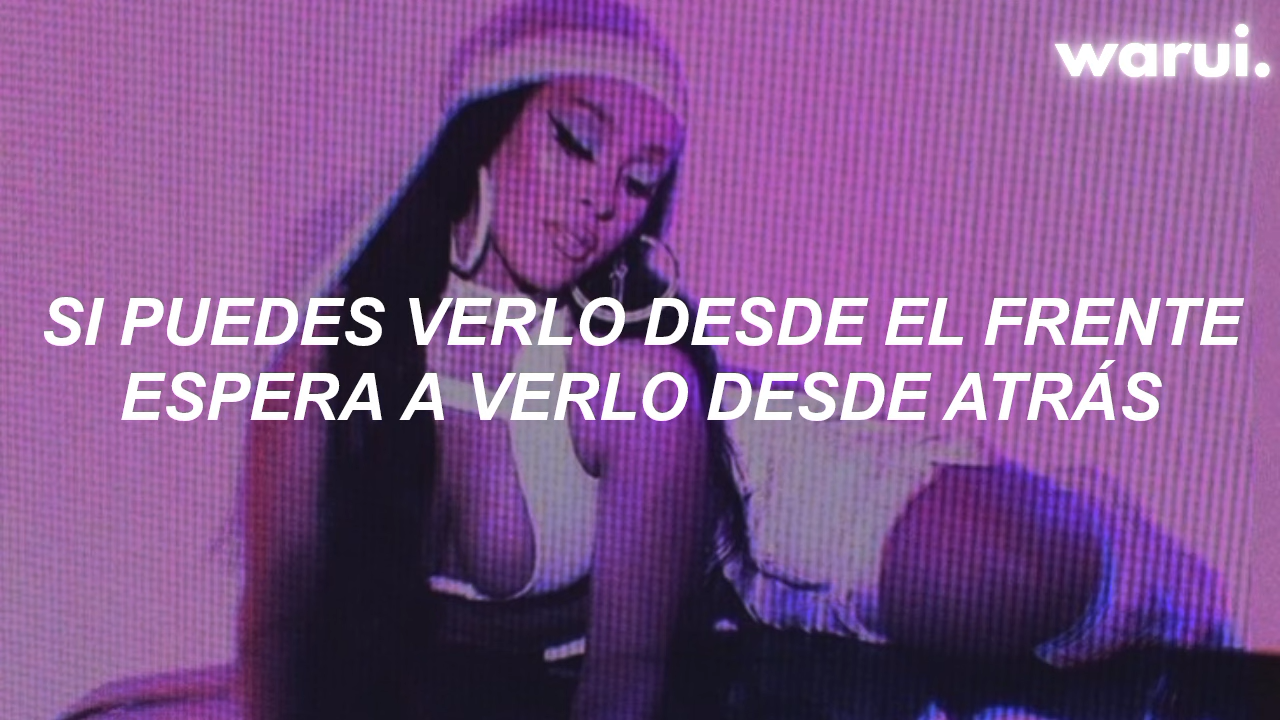 warui.
SI PUEDES VERLO DESDE EL FRENTE
ESPERA A VERLO DESDE ATRÁS